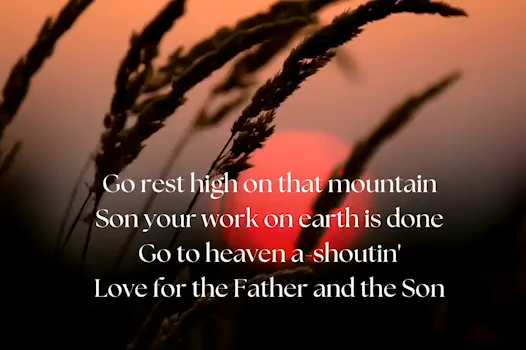 Go rest high on that mountain
Son your work on earth is done
Go to heaven a-shoutin'
Love for the Father and the Son